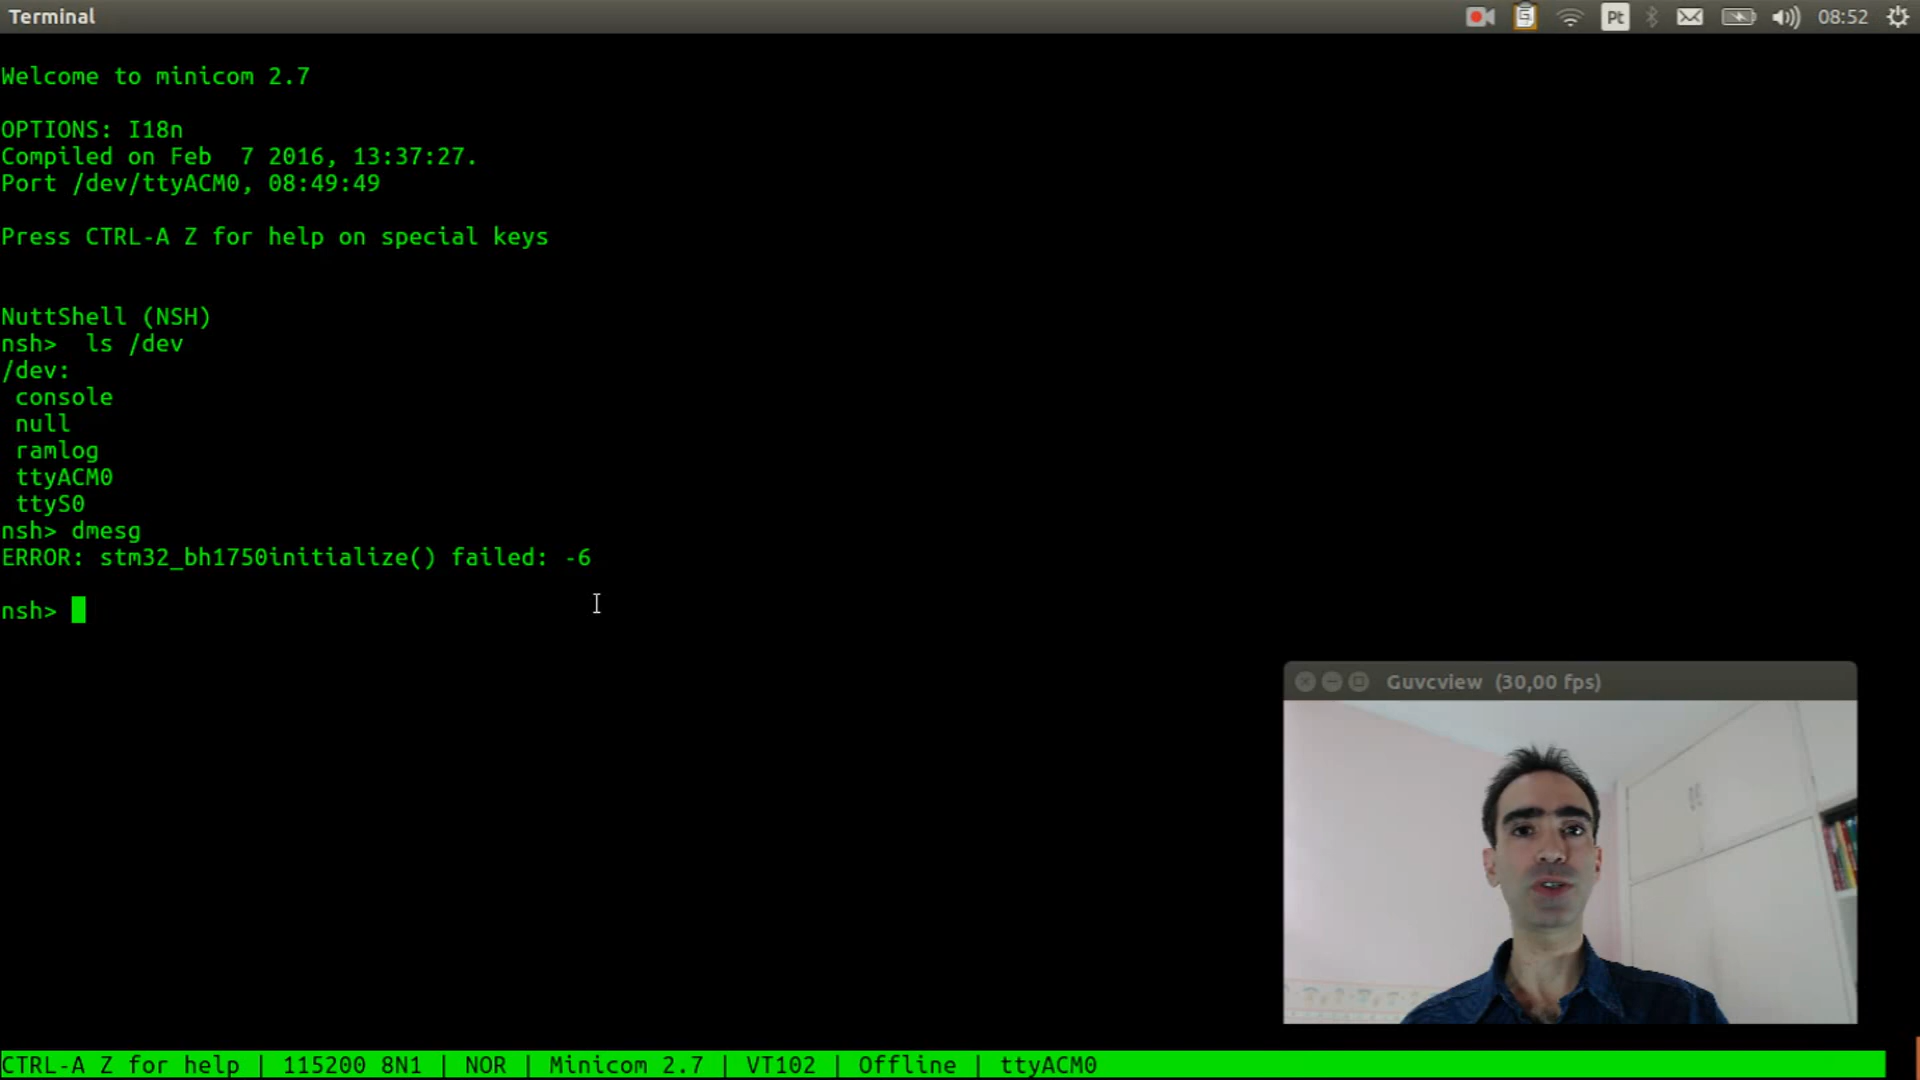 Terminal
Pt
08:52
Welcome to minicom 2.7
OPTIONS: I18n
Compiled on Feb  7 2016, 13:37:27.
Port /dev/ttyACM0, 08:49:49
Press CTRL-A Z for help on special keys
NuttShell (NSH)
nsh>  ls /dev
/dev:
 console
 null
 ramlog
 ttyACM0
 ttyS0
nsh> dmesg
ERROR: stm32_bh1750initialize() failed: -6
nsh>
Guvcview  (30,00 fps)
CTRL-A Z for help | 115200 8N1 | NOR | Minicom 2.7 | VT102 | Offline | ttyACM0